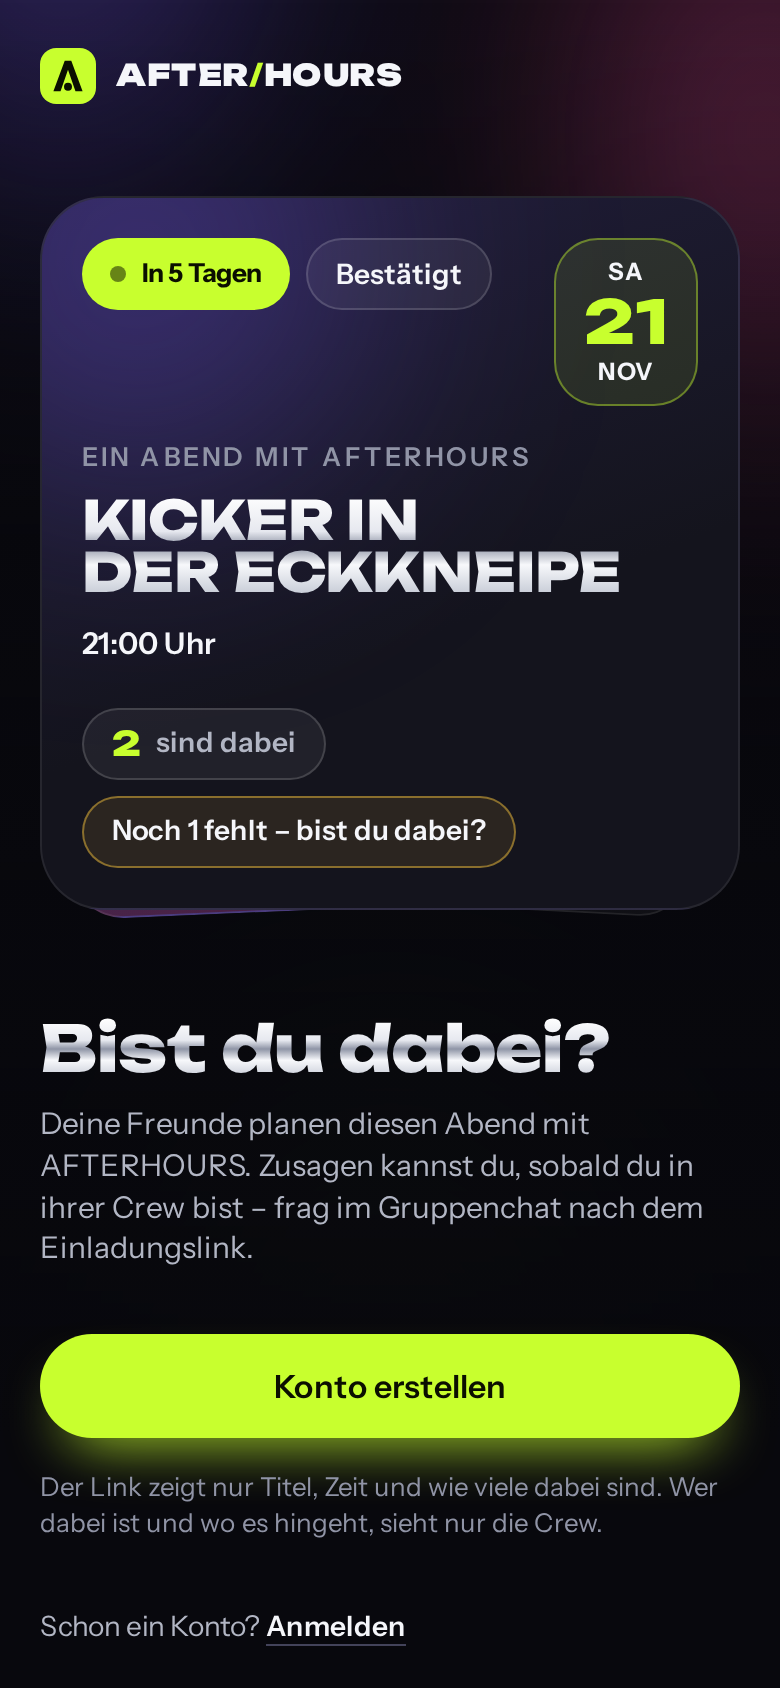 AFTER/HOURS
In 5 Tagen
Bestätigt
SA
21
NOV
EIN ABEND MIT AFTERHOURS
KICKER IN
DER ECKKNEIPE
21:00 Uhr
2 sind dabei
Noch 1 fehlt – bist du dabei?
Bist du dabei?
Deine Freunde planen diesen Abend mit
AFTERHOURS. Zusagen kannst du, sobald du in
ihrer Crew bist – frag im Gruppenchat nach dem
Einladungslink.
Konto erstellen
Der Link zeigt nur Titel, Zeit und wie viele dabei sind. Wer
dabei ist und wo es hingeht, sieht nur die Crew.
Schon ein Konto? Anmelden